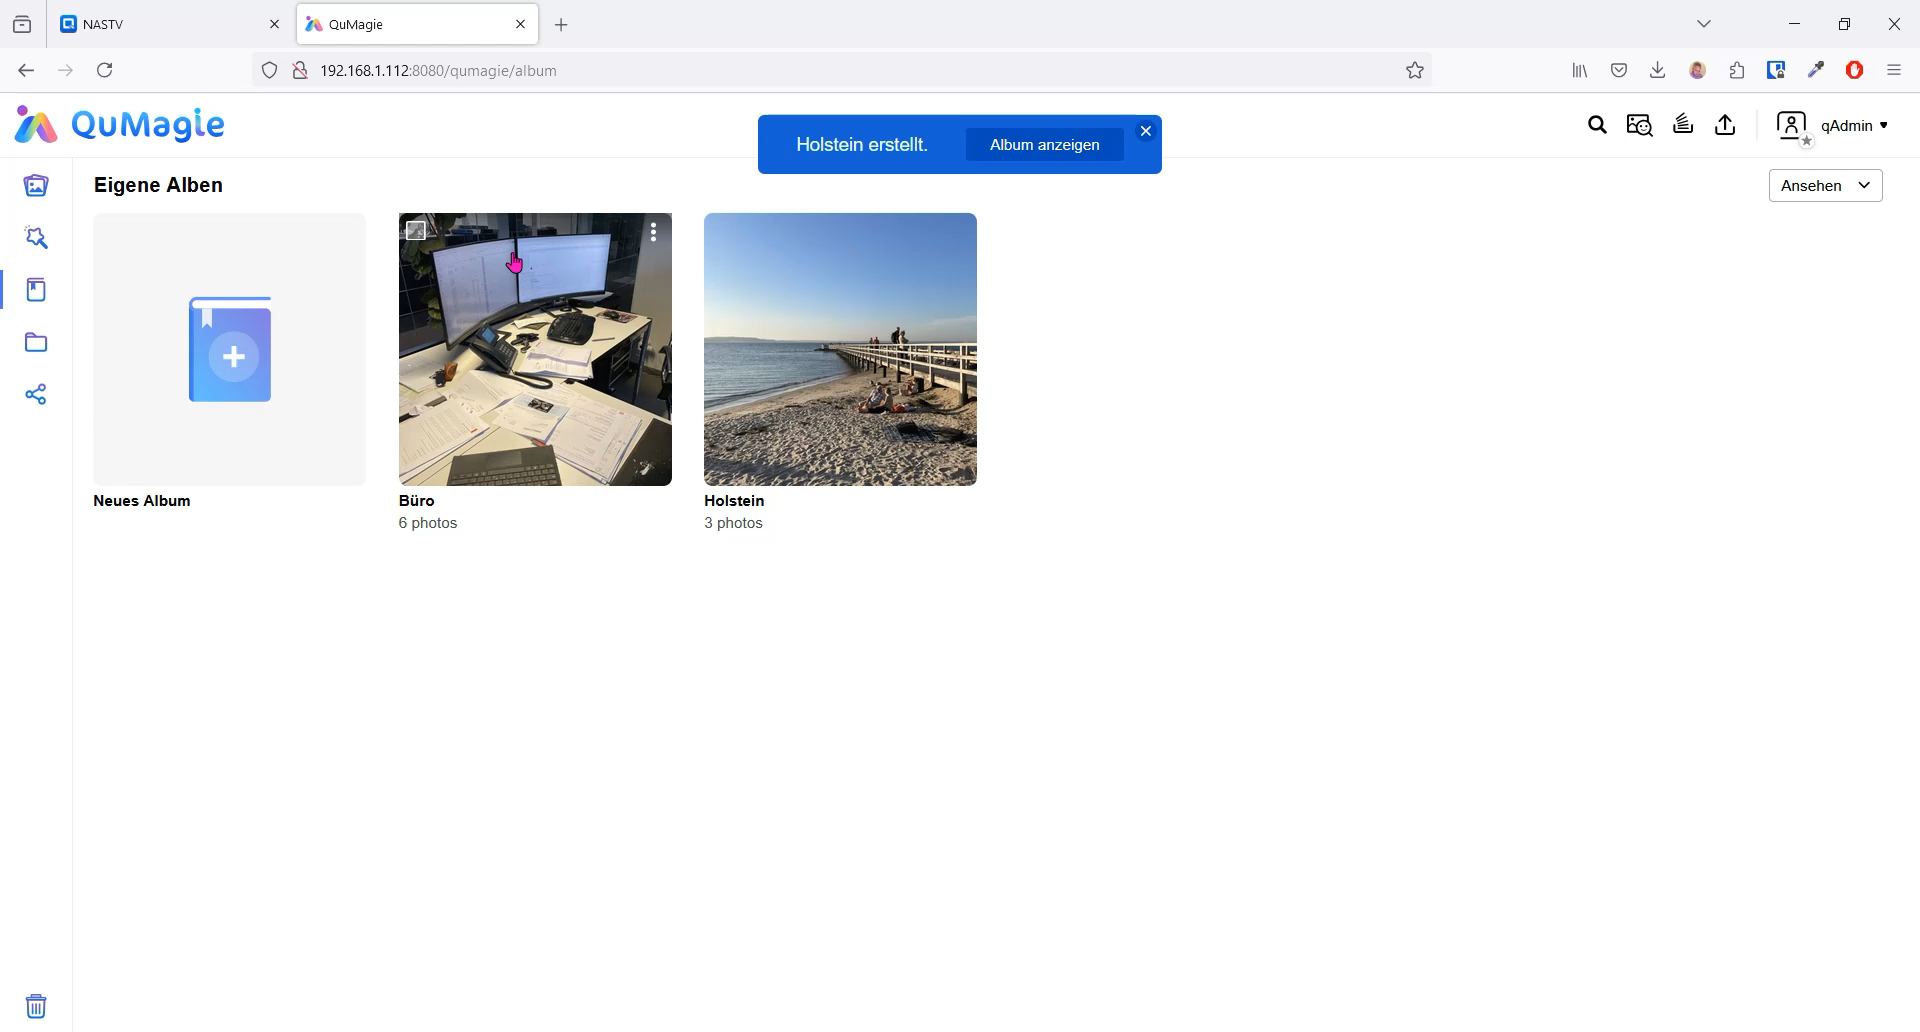 NASTV
QuMagie
192.168.1.112:8080/qumagie/album
QuMagie
Holstein erstellt.
Album anzeigen
qAdmin
Eigene Alben
Ansehen
Neues Album
Büro
6 photos
Holstein
3 photos